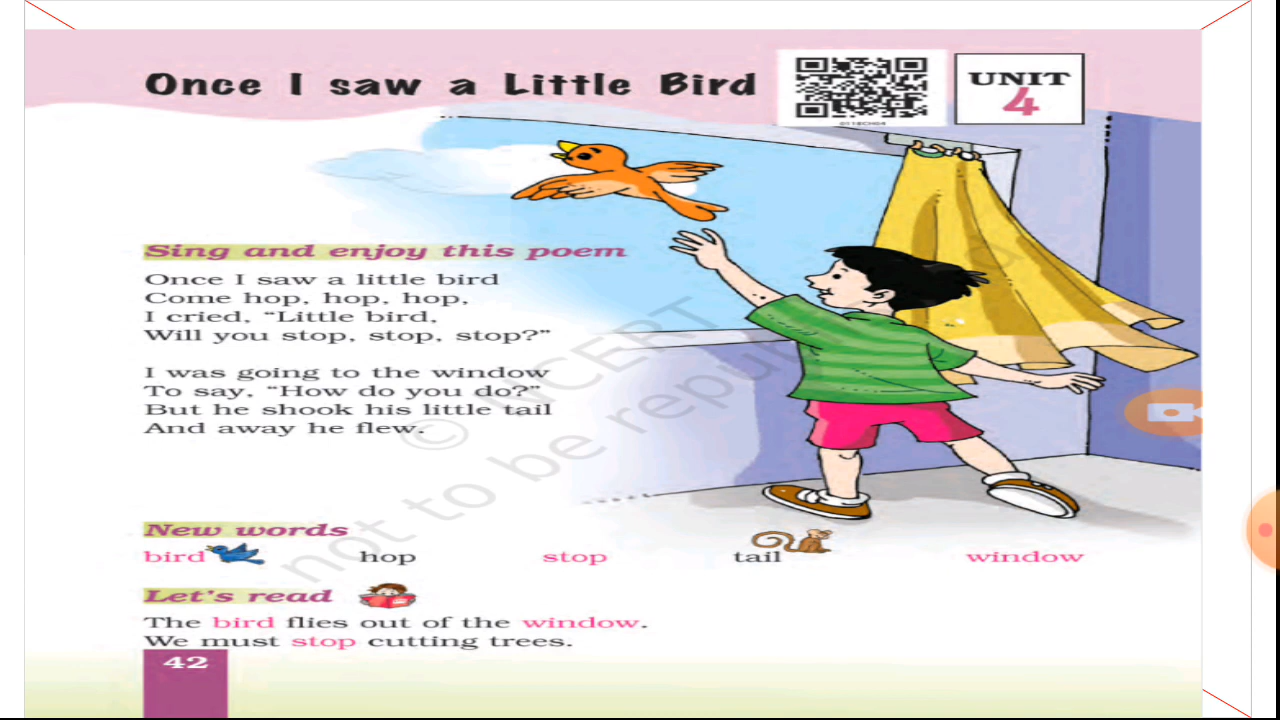 Once I saw a Little Bird
UNIT
4
0118CH04
Sing and enjoy this poem
Once I saw a little bird
Come hop, hop, hop,
I cried, “Little bird,
Will you stop, stop, stop?”
I was going to the window
To say, “How do you do?”
But he shook his little tail
And away he flew.
© NCERT
not to be republ
New words
bird hop stop tail window
Let's read
The bird flies out of the window.
We must stop cutting trees.
42